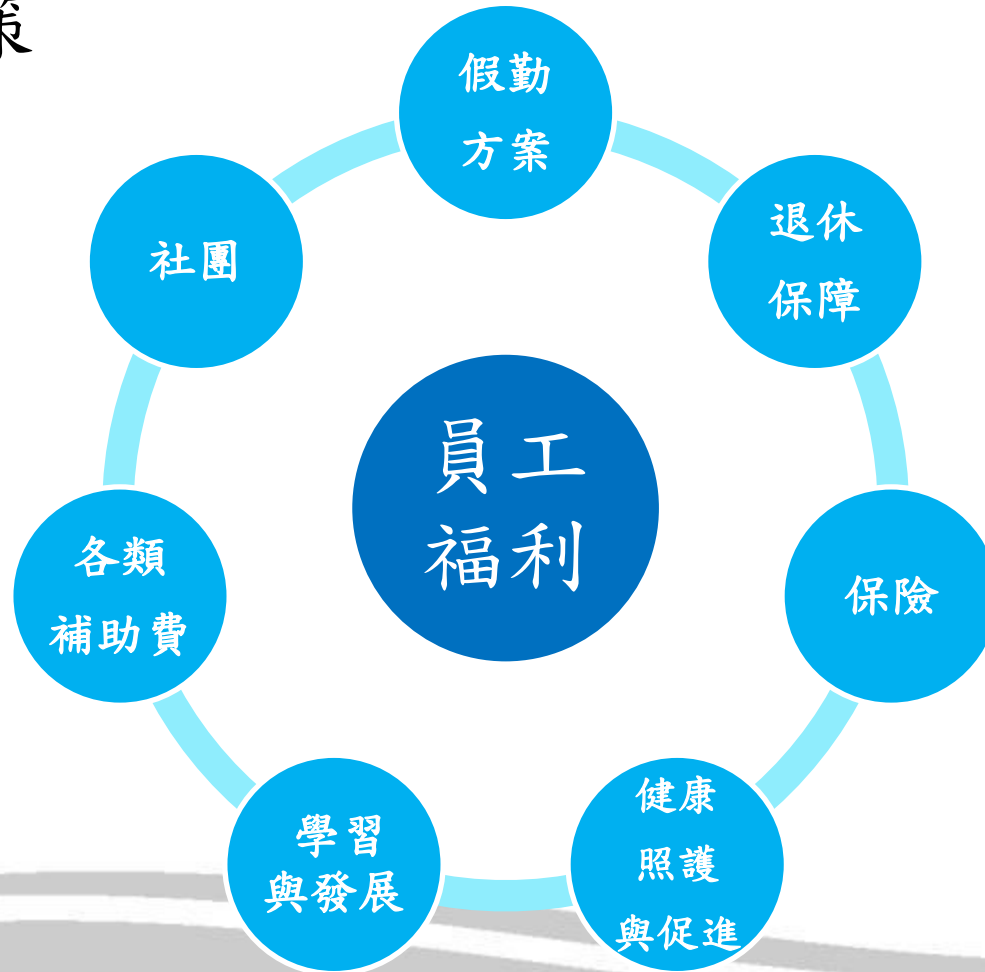 策
員工
福利
假勤
方案
退休
保障
保險
健康
照護
與促進
學習
與發展
各類
補助費
社團